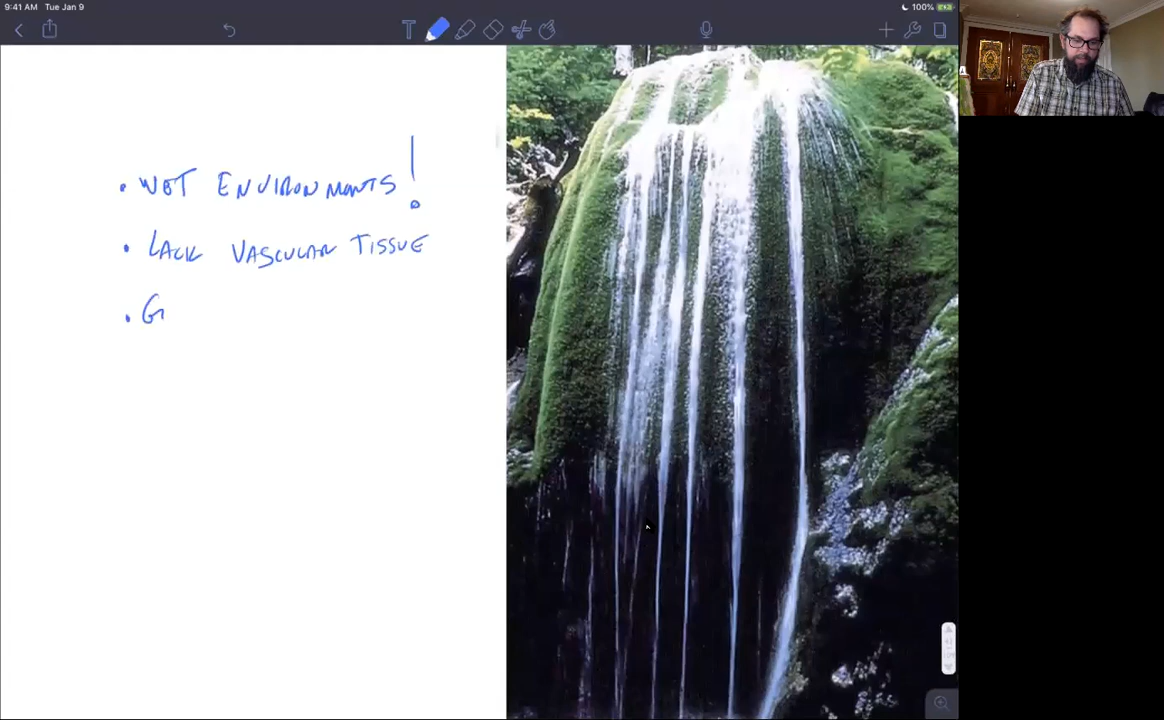 9:41 AM Tue Jan 9
100%
T
• WET ENVIRONMENTS!
• LACK VASCULAR TISSUE
• G